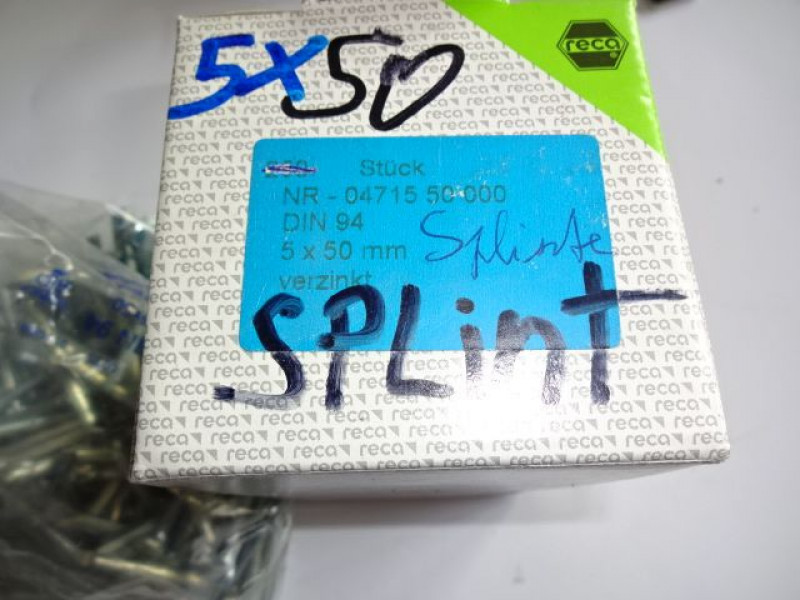 reca
5x50
Stück
NR - 04715 50 000
DIN 94
5 x 50 mm
Splinte
verzinkt
SPLint